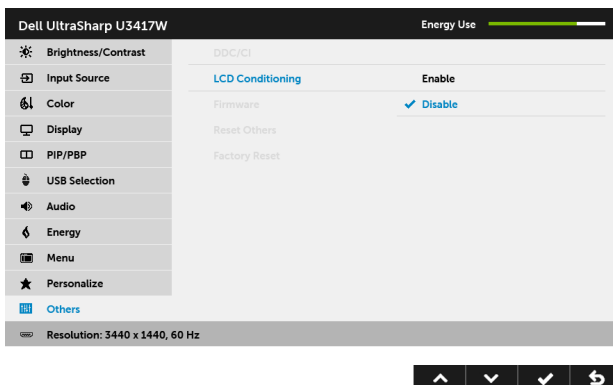 Dell UltraSharp U3417W
Energy Use
Brightness/Contrast
DDC/CI
Input Source
LCD Conditioning
Enable
Color
Firmware
Disable
Display
Reset Others
PIP/PBP
Factory Reset
USB Selection
Audio
Energy
Menu
Personalize
Others
Resolution: 3440 x 1440, 60 Hz